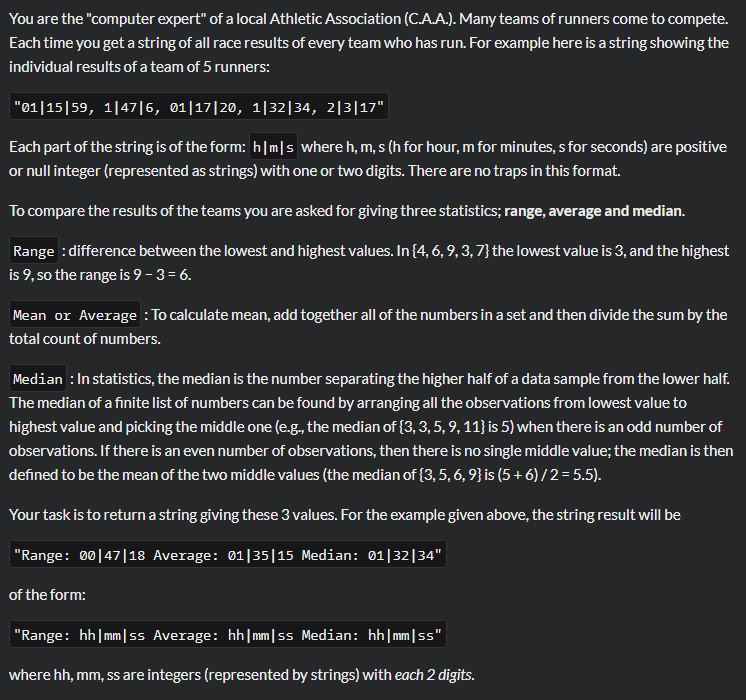 You are the "computer expert" of a local Athletic Association (C.A.A.). Many teams of runners come to compete.
Each time you get a string of all race results of every team who has run. For example here is a string showing the
individual results of a team of 5 runners:
"01|15|59, 1|47|6, 01|17|20, 1|32|34, 2|3|17"
Each part of the string is of the form: h|m|s where h, m, s (h for hour, m for minutes, s for seconds) are positive
or null integer (represented as strings) with one or two digits. There are no traps in this format.
To compare the results of the teams you are asked for giving three statistics; range, average and median.
Range : difference between the lowest and highest values. In {4, 6, 9, 3, 7} the lowest value is 3, and the highest
is 9, so the range is 9 − 3 = 6.
Mean or Average : To calculate mean, add together all of the numbers in a set and then divide the sum by the
total count of numbers.
Median : In statistics, the median is the number separating the higher half of a data sample from the lower half.
The median of a finite list of numbers can be found by arranging all the observations from lowest value to
highest value and picking the middle one (e.g., the median of {3, 3, 5, 9, 11} is 5) when there is an odd number of
observations. If there is an even number of observations, then there is no single middle value; the median is then
defined to be the mean of the two middle values (the median of {3, 5, 6, 9} is (5 + 6) / 2 = 5.5).
Your task is to return a string giving these 3 values. For the example given above, the string result will be
"Range: 00|47|18 Average: 01|35|15 Median: 01|32|34"
of the form:
"Range: hh|mm|ss Average: hh|mm|ss Median: hh|mm|ss"
where hh, mm, ss are integers (represented by strings) with each 2 digits.